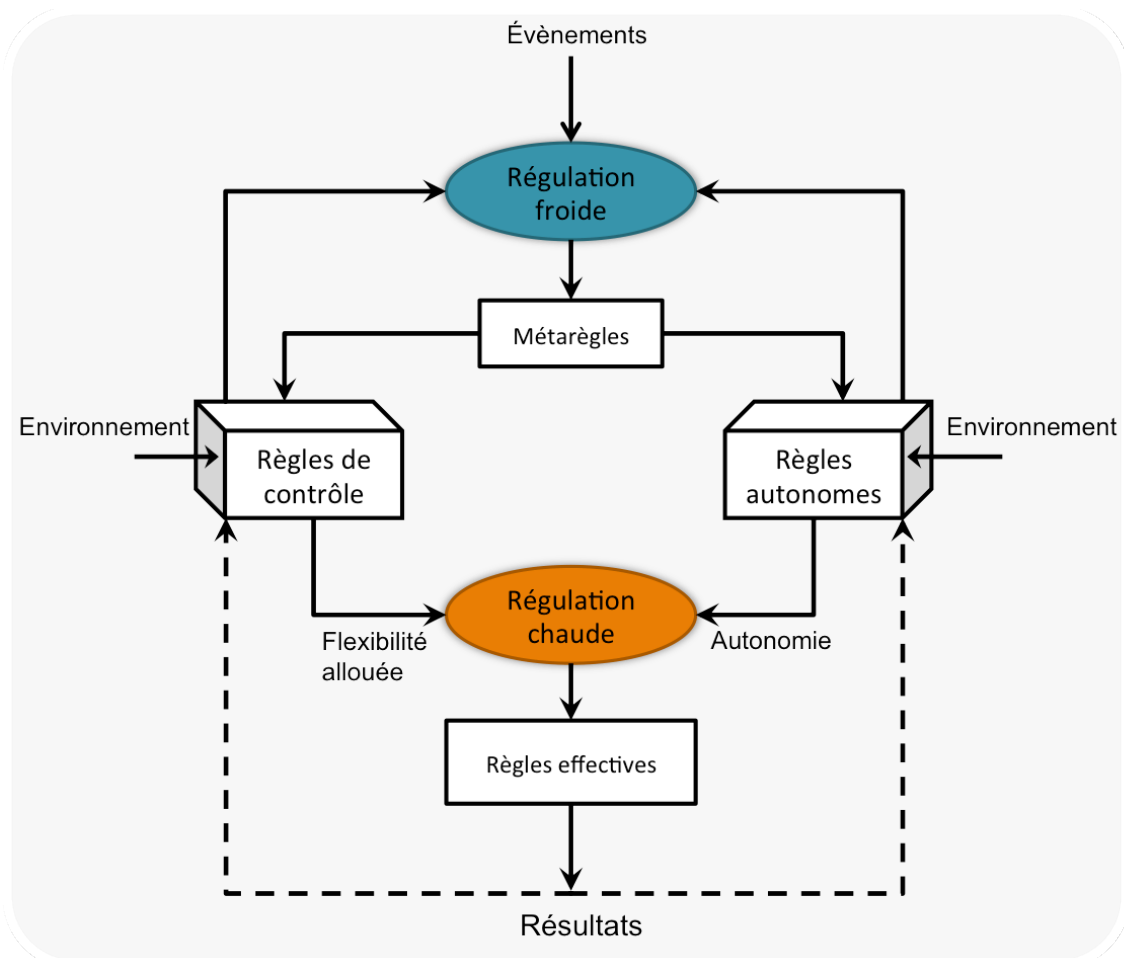 Évènements
Régulation
froide
Métarègles
Environnement
Règles de
contrôle
Règles
autonomes
Environnement
Régulation
chaude
Flexibilité
allouée
Autonomie
Règles effectives
Résultats